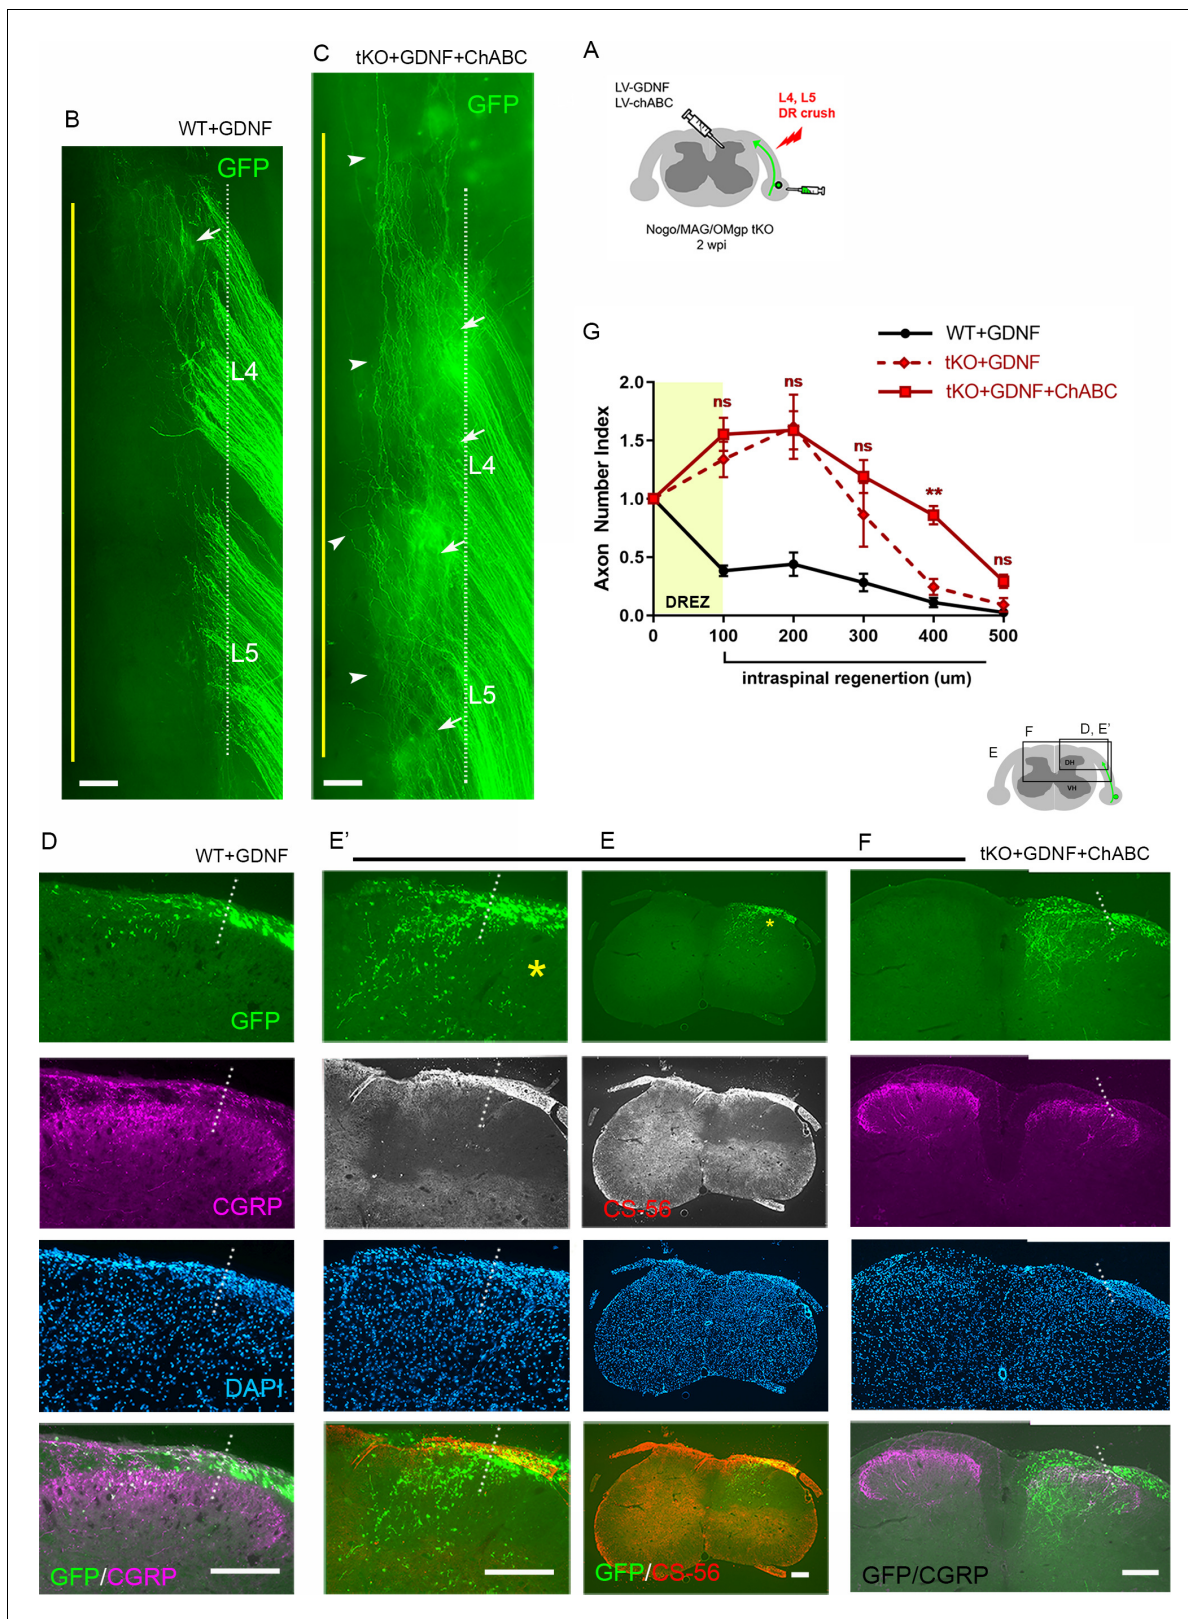 A
LV-GDNF
LV-chABC
L4, L5
DR crush
Nogo/MAG/OMgp tKO
2 wpi
B
WT+GDNF
GFP
L4
L5
C
tKO+GDNF+ChABC
GFP
L4
L5
G
WT+GDNF
tKO+GDNF
tKO+GDNF+ChABC
Axon Number Index
2.0
1.5
1.0
0.5
0.0
ns
ns
ns
**
ns
DREZ
0
100
200
300
400
500
intraspinal regenertion (um)
E
F
D, E'
DH
VH
D
WT+GDNF
E'
E
F
tKO+GDNF+ChABC
GFP
*
*
CGRP
CS-56
DAPI
GFP/CGRP
GFP/CS-56
GFP/CGRP